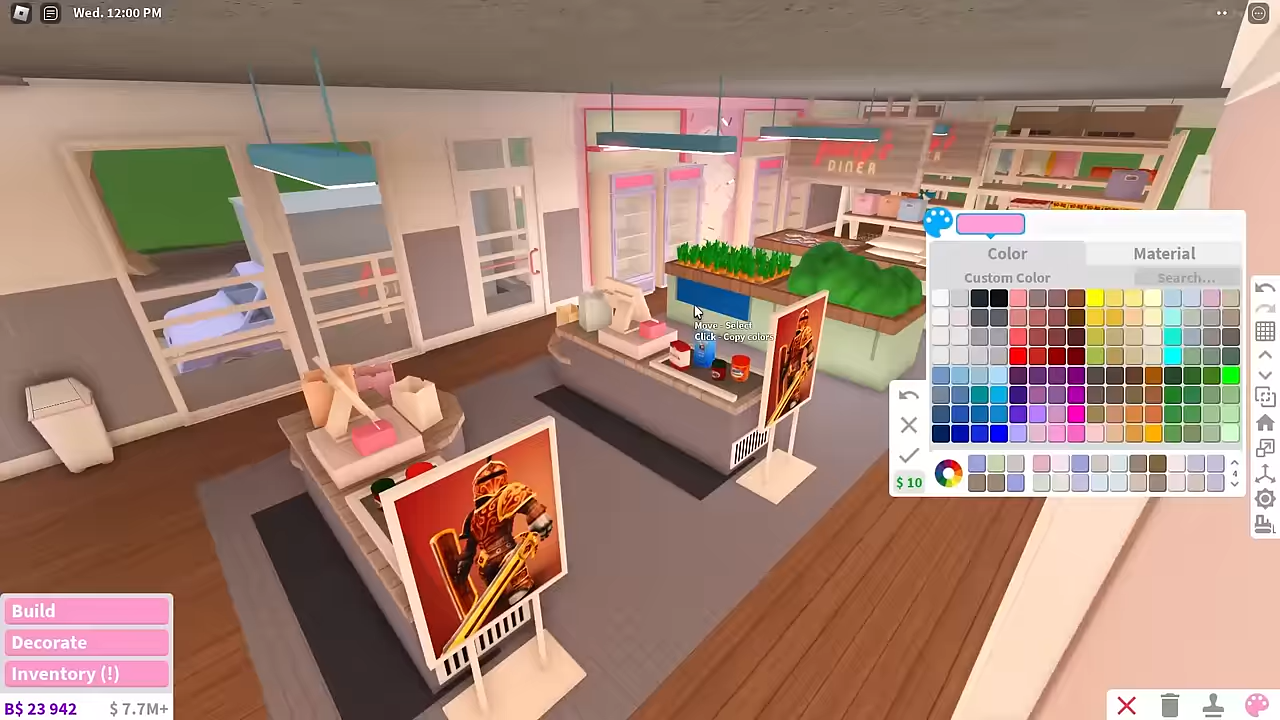 Wed. 12:00 PM
DINER
Color
Material
Custom Color
Search...
Move - Select
Click - Copy colors
$ 10
4
Build
Decorate
Inventory (!)
B$ 23 942
$ 7.7M+